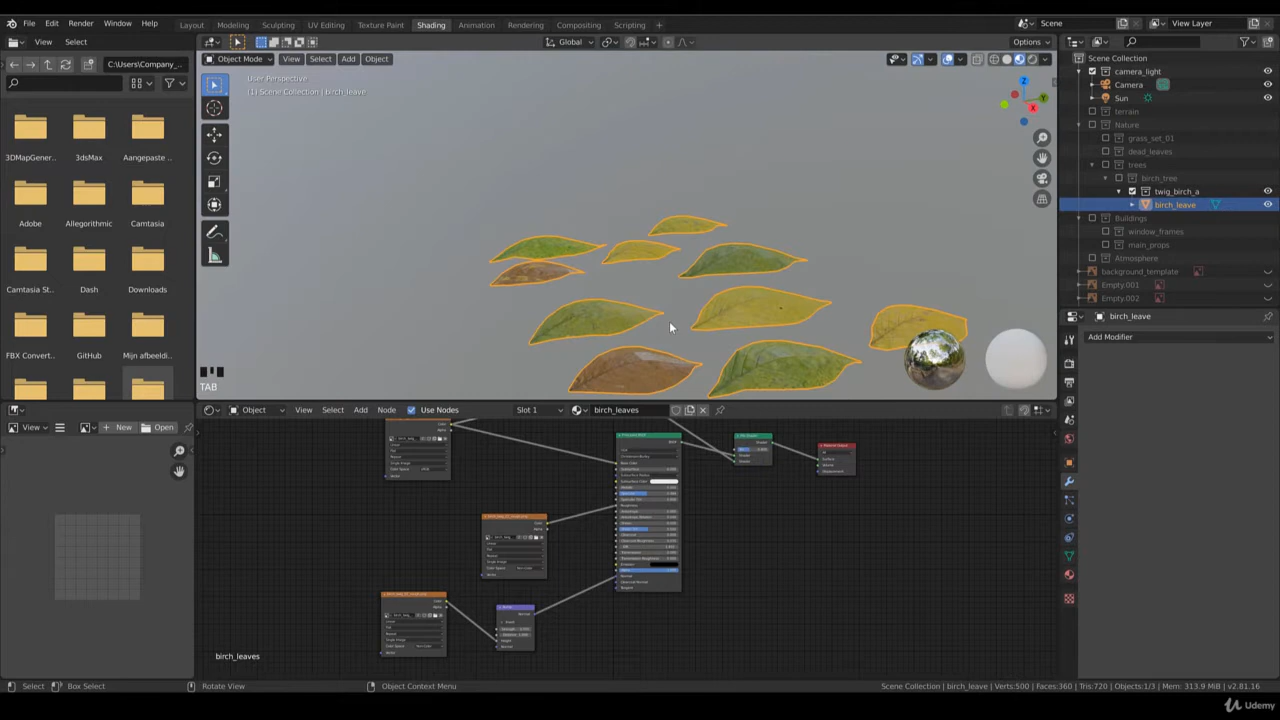 File Edit Render Window Help
Layout Modeling Sculpting UV Editing Texture Paint Shading Animation Rendering Compositing Scripting +
Scene
View Layer
View Select
Global
Options
C:\Users\Company_...
Object Mode View Select Add Object
User Perspective
(1) Scene Collection | birch_leave
3DMapGener...
3dsMax
Aangepaste ...
Adobe
Allegorithmic
Camtasia
Camtasia St...
Dash
Downloads
FBX Convert...
GitHub
Mijn afbeeldi...
TAB
Z
Y
X
Scene Collection
camera_light
Camera
Sun
terrain
Nature
grass_set_01
dead_leaves
trees
birch_tree
twig_birch_a
birch_leave
Buildings
window_frames
main_props
Atmosphere
background_template
Empty.001
Empty.002
birch_leave
Add Modifier
View
New
Open
Object View Select Add Node Use Nodes Slot 1 birch_leaves
birch_leaves
Select Box Select Rotate View Object Context Menu
Scene Collection | birch_leave | Verts:500 | Faces:360 | Tris:720 | Objects:1/3 | Mem: 313.9 MiB | v2.81.16
Udemy